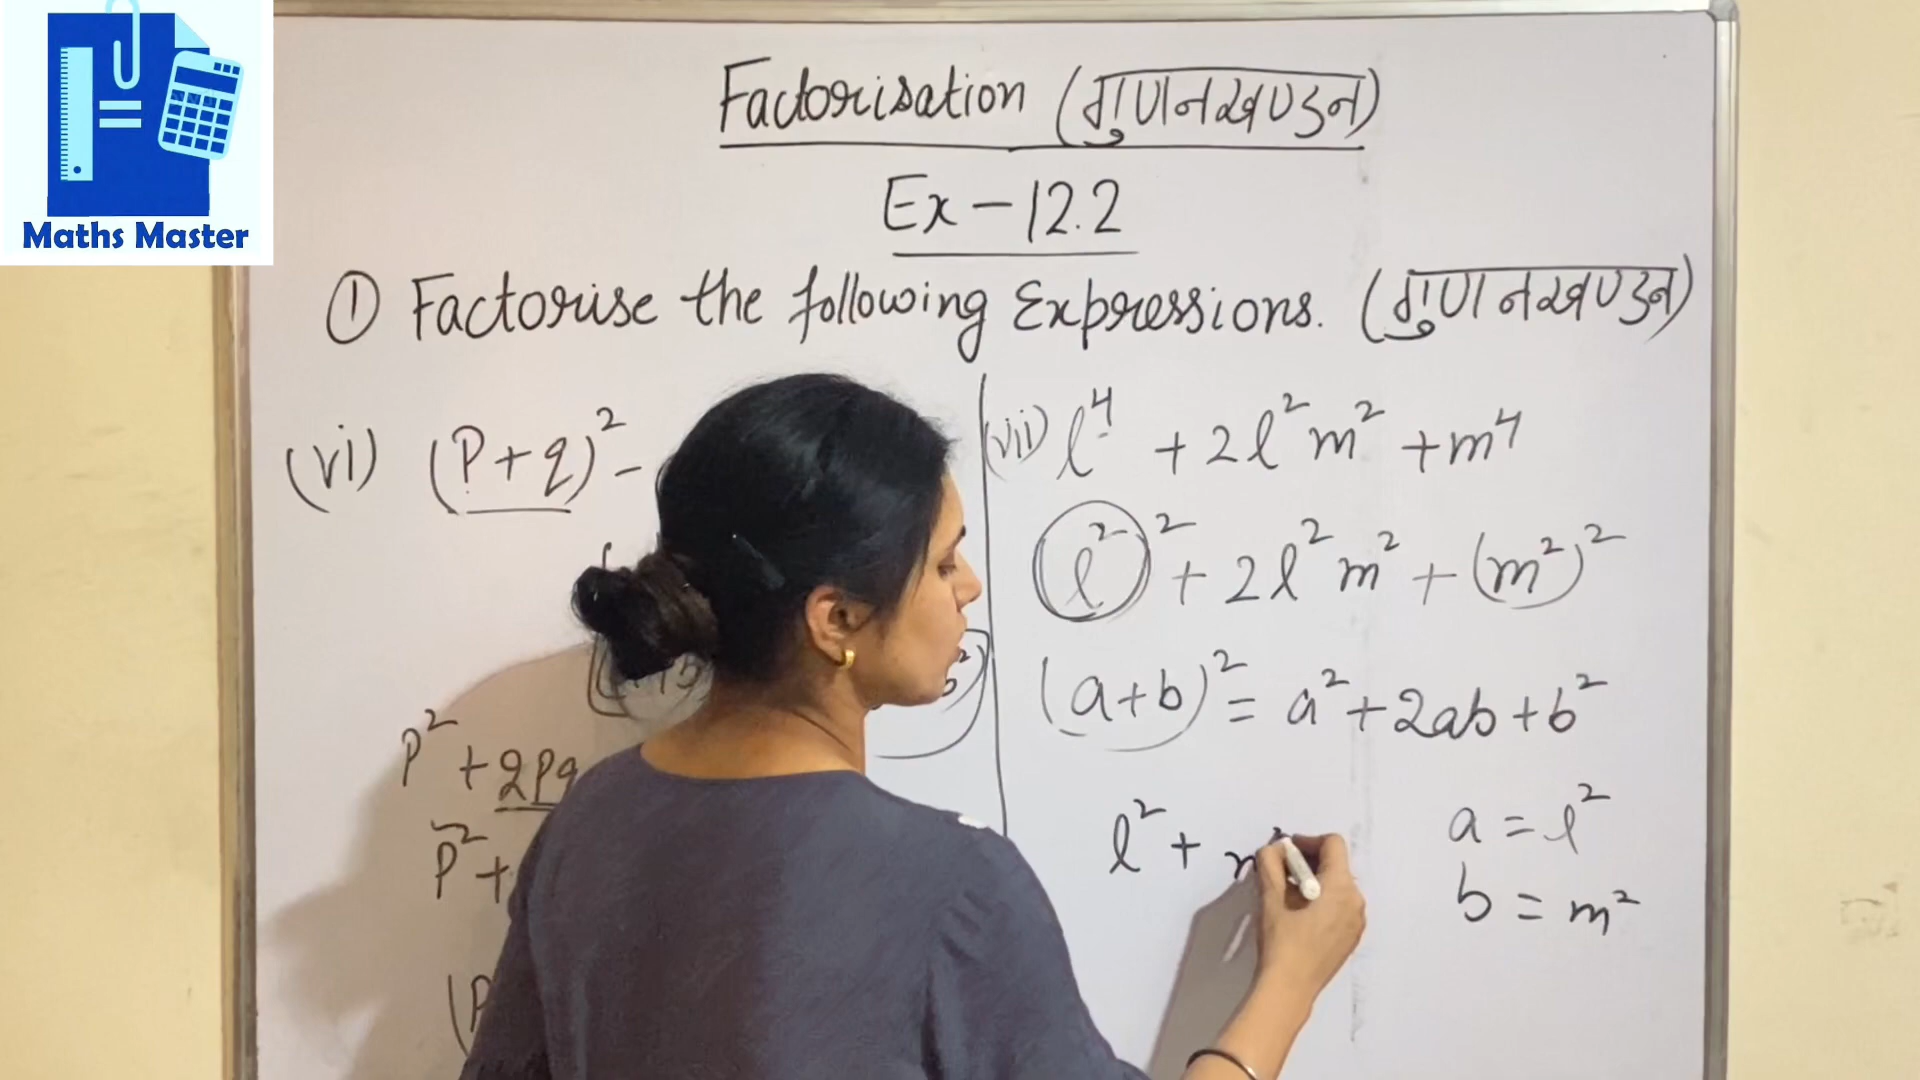 Maths Master
Factorisation (गुणनखण्डन)
Ex - 12.2
① Factorise the following Expressions. (गुणनखण्डन)
(vi) (P+q)² -
P² + 2pq
P² +
(vii) l⁴ + 2l²m² + m⁴
(l²)² + 2l²m² + (m²)²
(a+b)² = a² + 2ab + b²
l² +
a = l²
b = m²